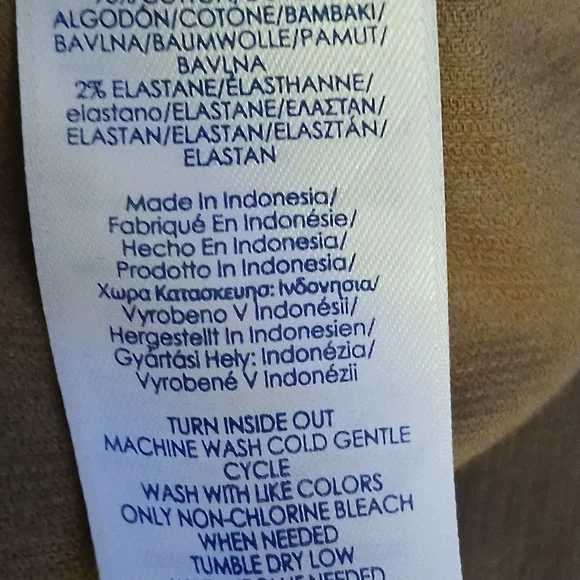 ALGODÓN/COTONE/BAMBAKI/
BAVLNA/BAUMWOLLE/PAMUT/
BAVLNA
2% ELASTANE/ÉLASTHANNE/
elastano/ELASTANE/ΕΛΑΣΤΑΝ/
ELASTAN/ELASTAN/ELASZTÁN/
ELASTAN
Made In Indonesia/
Fabriqué En Indonésie/
Hecho En Indonesia/
Prodotto In Indonesia/
Χωρα Κατασκευησ: Ινδονησια/
Vyrobeno V Indonésii/
Hergestellt In Indonesien/
Gyártási Hely: Indonézia/
Vyrobené V Indonézii
TURN INSIDE OUT
MACHINE WASH COLD GENTLE
CYCLE
WASH WITH LIKE COLORS
ONLY NON-CHLORINE BLEACH
WHEN NEEDED
TUMBLE DRY LOW